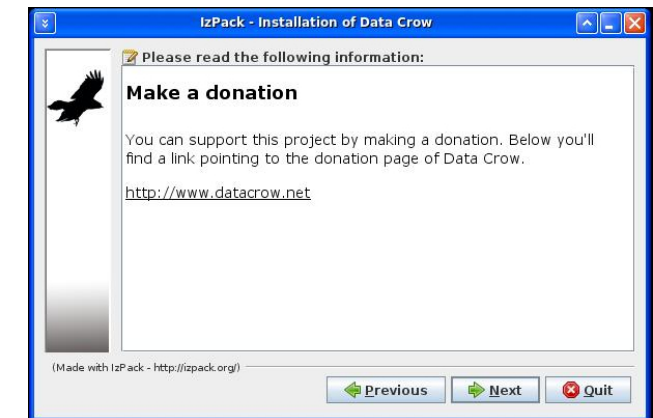 IzPack - Installation of Data Crow
Please read the following information:
Make a donation
You can support this project by making a donation. Below you'll
find a link pointing to the donation page of Data Crow.
http://www.datacrow.net
(Made with IzPack - http://izpack.org/)
Previous
Next
Quit